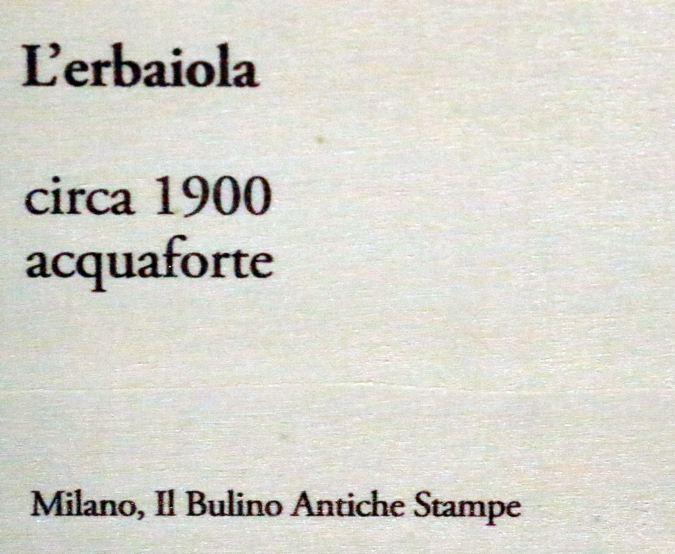 L'erbaiola
circa 1900
acquaforte
Milano, Il Bulino Antiche Stampe